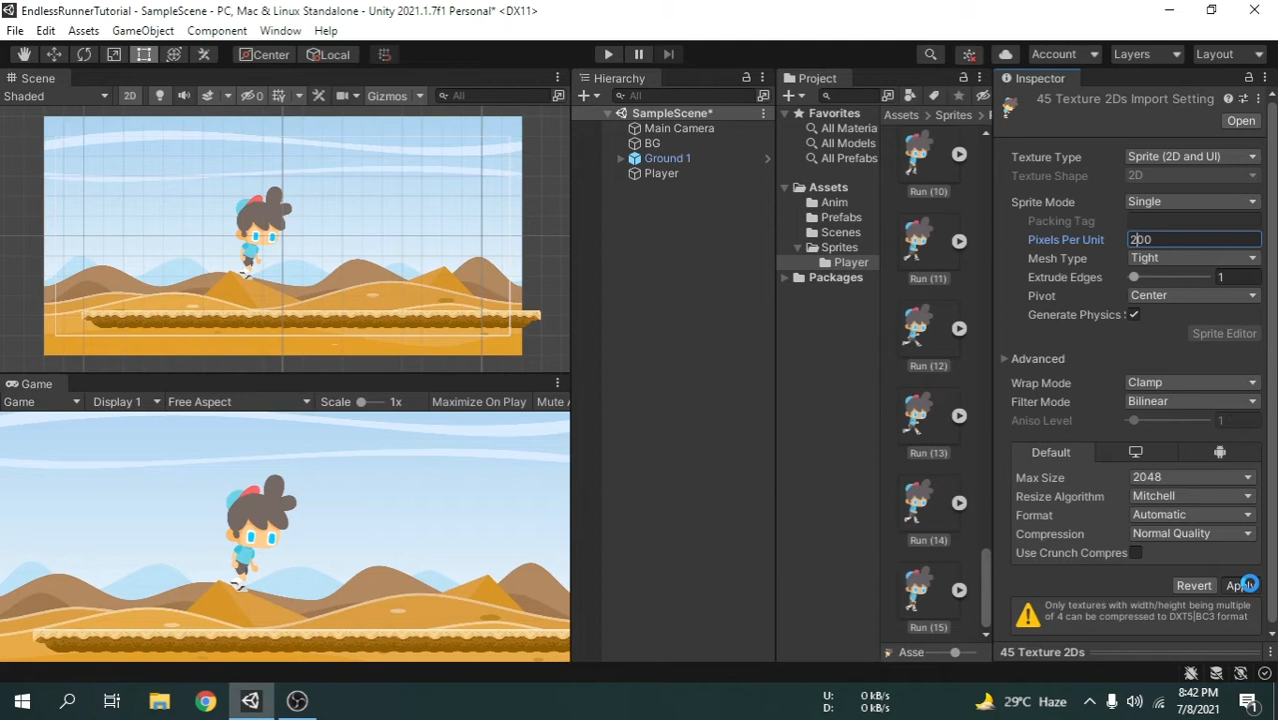 EndlessRunnerTutorial - SampleScene - PC, Mac & Linux Standalone - Unity 2021.1.7f1 Personal* <DX11>
File Edit Assets GameObject Component Window Help
Center Local Account Layers Layout
Scene
Shaded 2D 0 Gizmos All
Hierarchy
All
SampleScene*
Main Camera
BG
Ground 1
Player
Project
Favorites
All Materia
All Models
All Prefabs
Assets
Anim
Prefabs
Scenes
Sprites
Player
Packages
Assets Sprites
Run (10)
Run (11)
Run (12)
Run (13)
Run (14)
Run (15)
Asse
Inspector
45 Texture 2Ds Import Setting
Open
Texture Type Sprite (2D and UI)
Texture Shape 2D
Sprite Mode Single
Packing Tag
Pixels Per Unit 200
Mesh Type Tight
Extrude Edges 1
Pivot Center
Generate Physics
Sprite Editor
Advanced
Wrap Mode Clamp
Filter Mode Bilinear
Aniso Level 1
Default
Max Size 2048
Resize Algorithm Mitchell
Format Automatic
Compression Normal Quality
Use Crunch Compres
Revert
Only textures with width/height being multiple
of 4 can be compressed to DXT5|BC3 format
45 Texture 2Ds
Game
Game Display 1 Free Aspect Scale 1x Maximize On Play Mute
U: 0 kB/s
D: 0 kB/s
29°C Haze
8:42 PM
7/8/2021
1